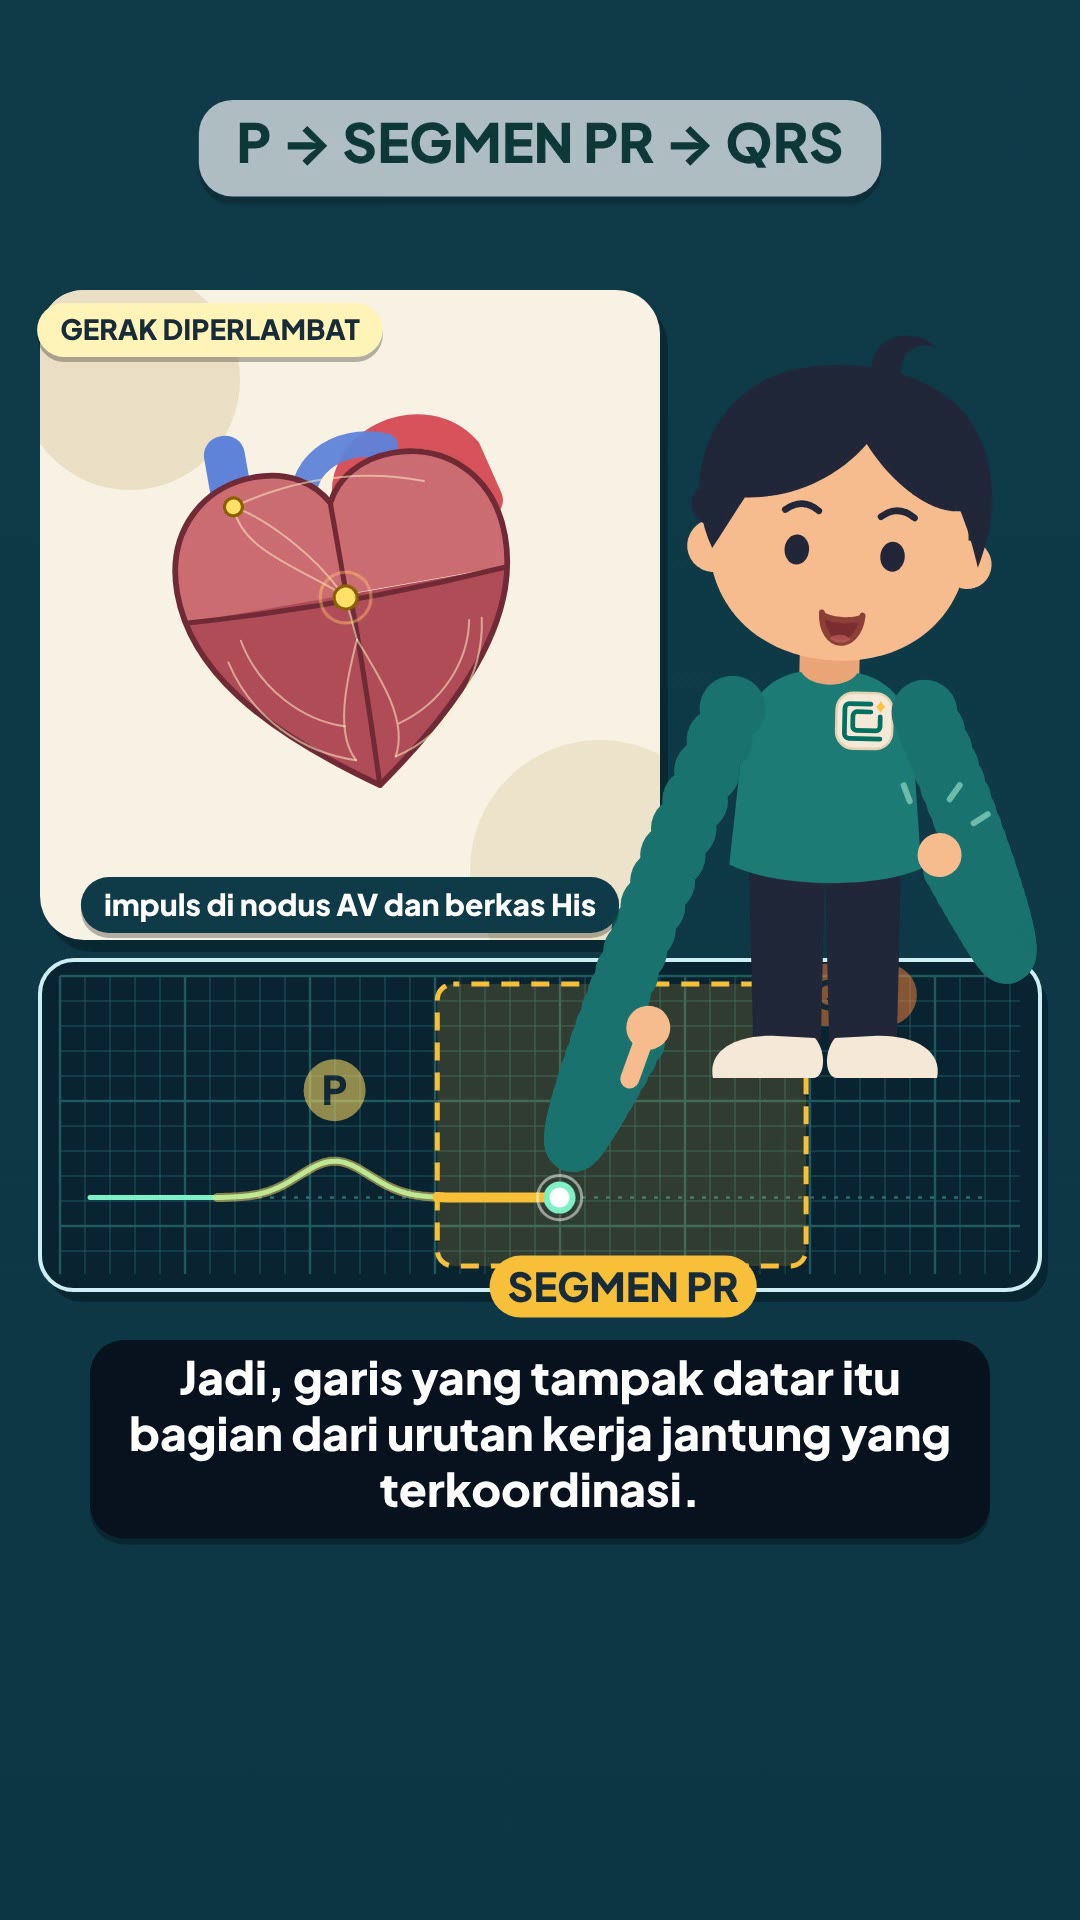 P → SEGMEN PR → QRS
GERAK DIPERLAMBAT
impuls di nodus AV dan berkas His
P
SEGMEN PR
Jadi, garis yang tampak datar itu
bagian dari urutan kerja jantung yang
terkoordinasi.